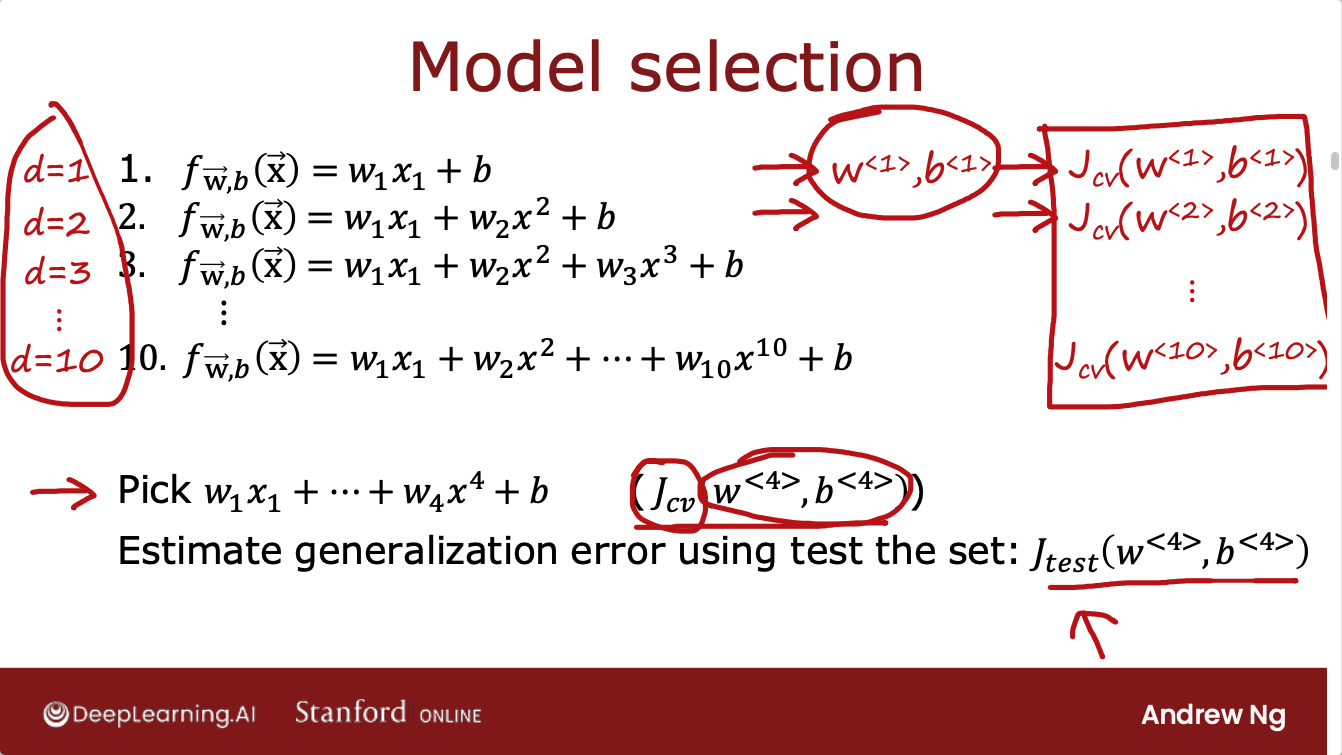 Model selection
d=1 1. f_{\vec{w},b}(\vec{x}) = w_1x_1 + b → w^{<1>},b^{<1>} → J_{cv}(w^{<1>},b^{<1>})
d=2 2. f_{\vec{w},b}(\vec{x}) = w_1x_1 + w_2x^2 + b → → J_{cv}(w^{<2>},b^{<2>})
d=3 3. f_{\vec{w},b}(\vec{x}) = w_1x_1 + w_2x^2 + w_3x^3 + b
⋮ ⋮ ⋮
d=10 10. f_{\vec{w},b}(\vec{x}) = w_1x_1 + w_2x^2 + ⋯ + w_{10}x^{10} + b J_{cv}(w^{<10>},b^{<10>})
→ Pick w_1x_1 + ⋯ + w_4x^4 + b (J_{cv}(w^{<4>},b^{<4>}))
Estimate generalization error using test the set: J_{test}(w^{<4>},b^{<4>})
DeepLearning.AI Stanford ONLINE Andrew Ng